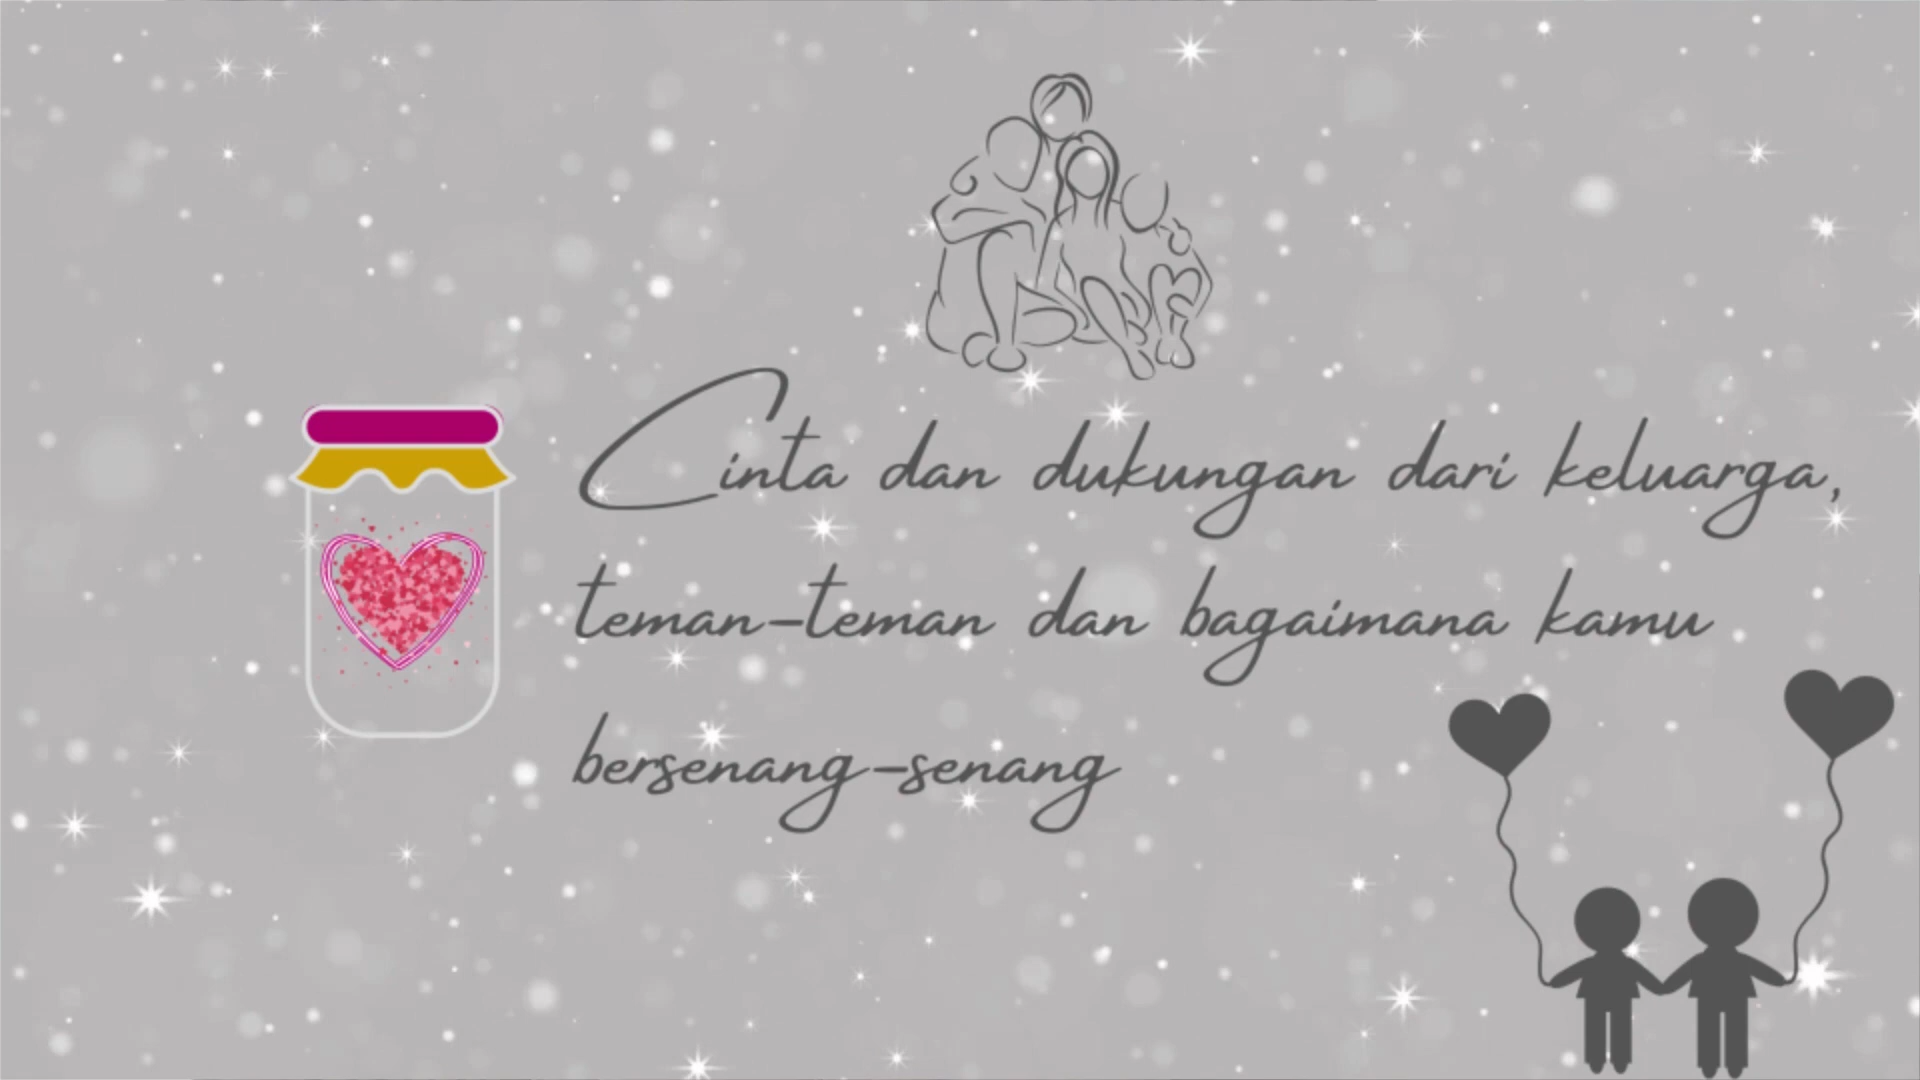 Cinta dan dukungan dari keluarga,
teman-teman dan bagaimana kamu
bersenang-senang